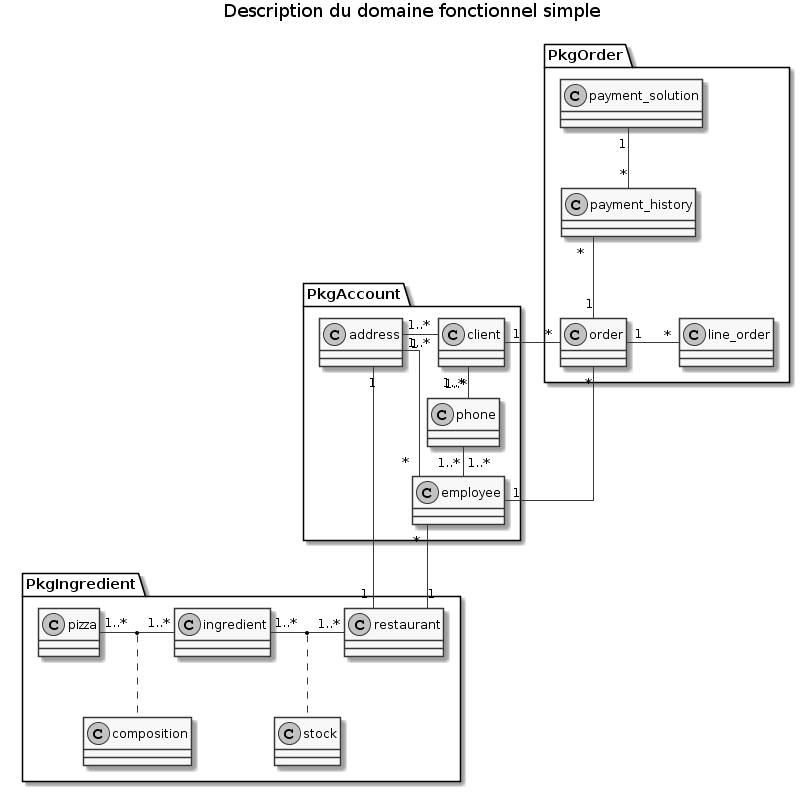 Description du domaine fonctionnel simple
PkgOrder
C payment_solution
1
*
C payment_history
*
1
PkgAccount
C address
1..*
1..*
C client
1
*
C order
1
*
C line_order
1
1..*
*
C phone
*
1..*
1..*
C employee
1
*
PkgIngredient
1
1
C pizza
1..*
1..*
C ingredient
1..*
1..*
C restaurant
C composition
C stock